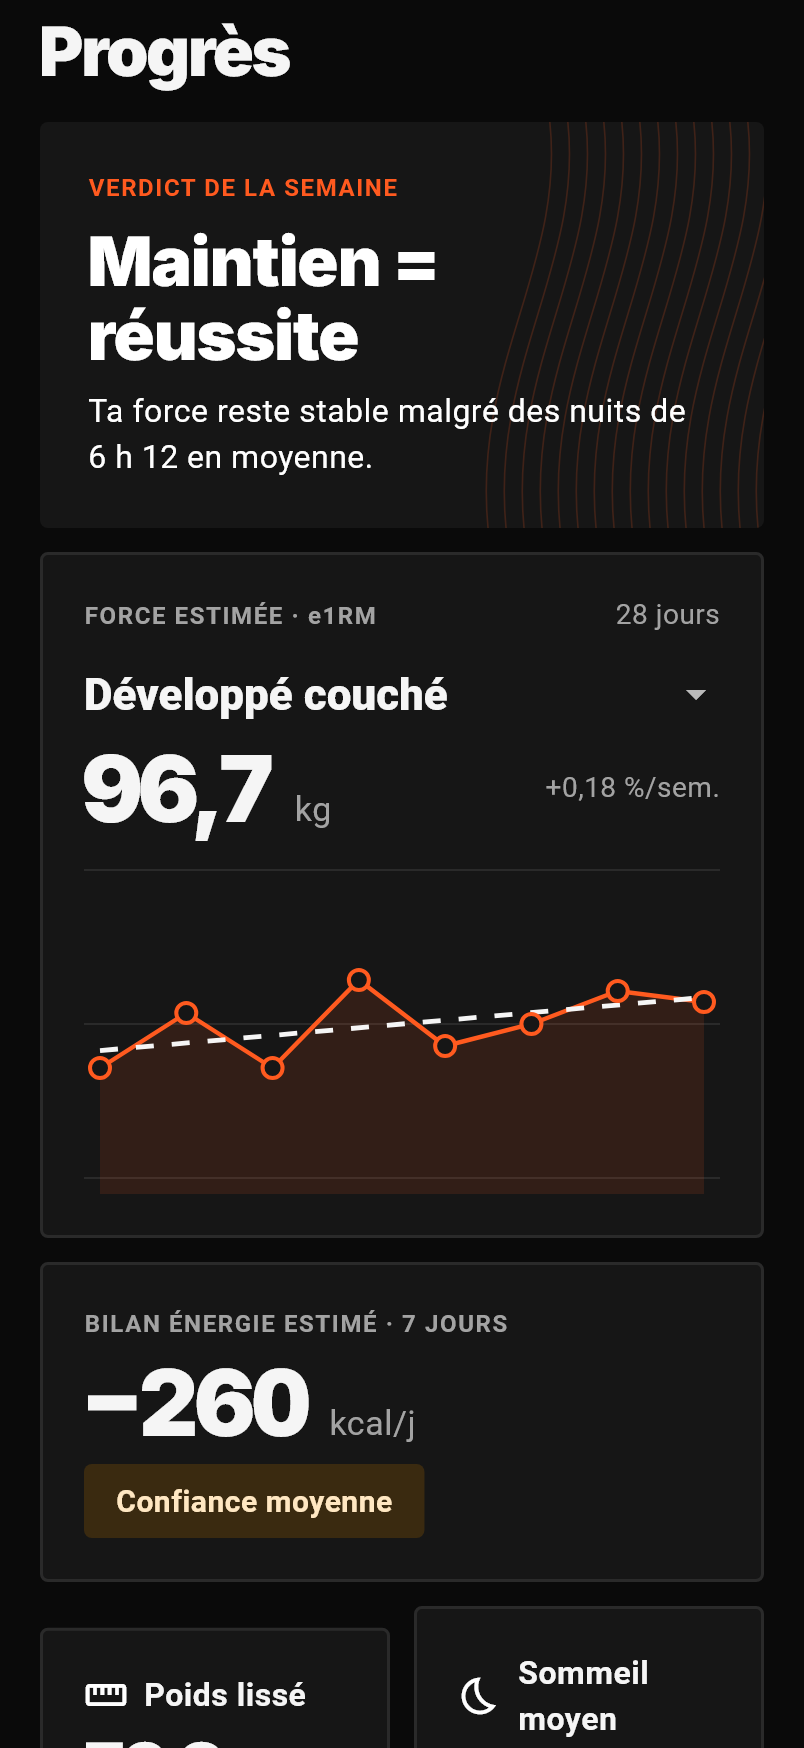 Progrès
VERDICT DE LA SEMAINE
Maintien =
réussite
Ta force reste stable malgré des nuits de
6 h 12 en moyenne.
FORCE ESTIMÉE · e1RM
28 jours
Développé couché
96,7 kg
+0,18 %/sem.
BILAN ÉNERGIE ESTIMÉ · 7 JOURS
−260 kcal/j
Confiance moyenne
Poids lissé
Sommeil
moyen